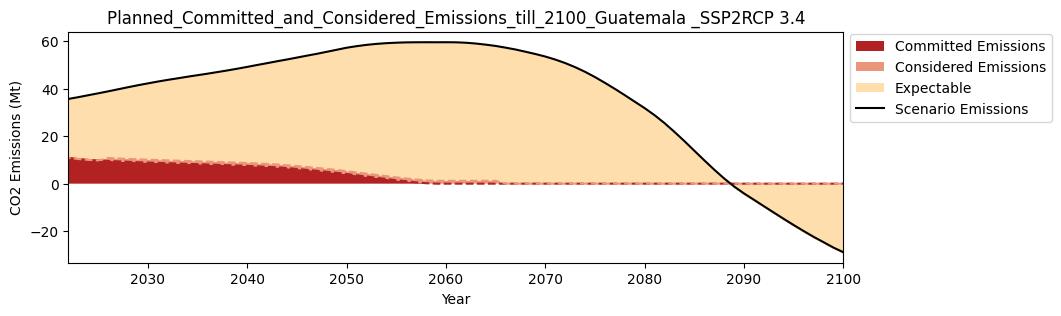 Planned_Committed_and_Considered_Emissions_till_2100_Guatemala _SSP2RCP 3.4
CO2 Emissions (Mt)
60
40
20
0
−20
2030
2040
2050
2060
2070
2080
2090
2100
Year
Committed Emissions
Considered Emissions
Expectable
Scenario Emissions